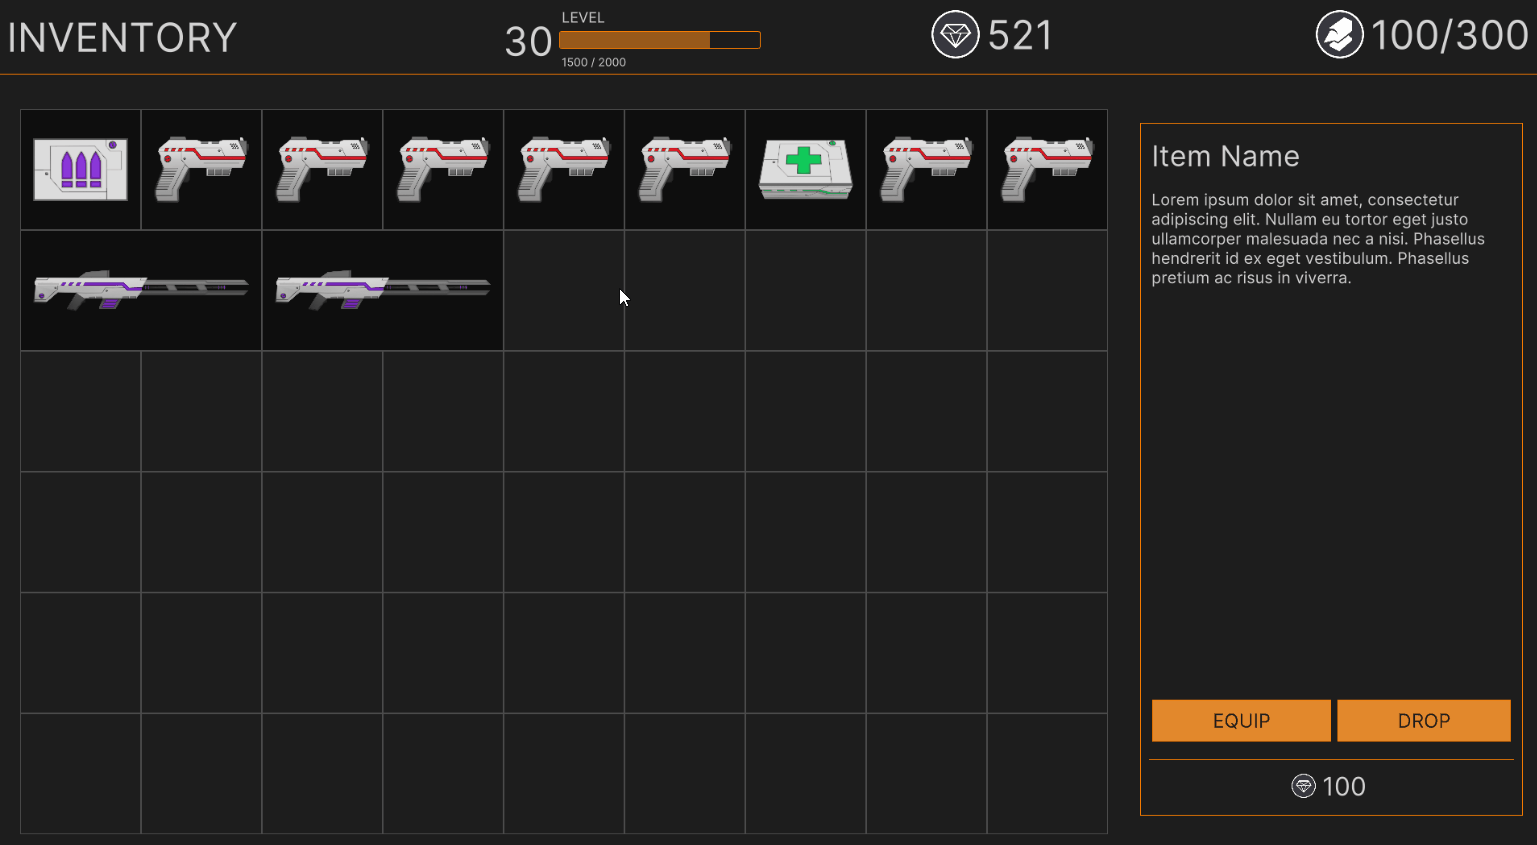 INVENTORY
LEVEL
30
1500 / 2000
521
100/300
Item Name
Lorem ipsum dolor sit amet, consectetur
adipiscing elit. Nullam eu tortor eget justo
ullamcorper malesuada nec a nisi. Phasellus
hendrerit id ex eget vestibulum. Phasellus
pretium ac risus in viverra.
EQUIP
DROP
100